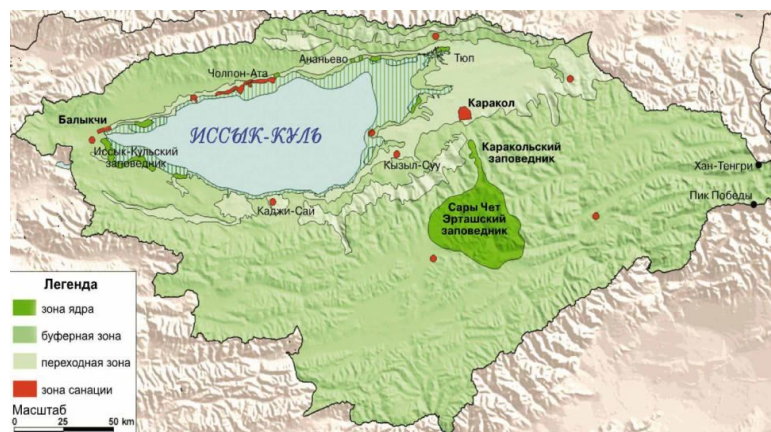 Ананьево
Тюп
Чолпон-Ата
Балыкчи
Каракол
ИССЫК-КУЛЬ
Иссык-Кульский
заповедник
Каракольский
заповедник
Кызыл-Суу
Хан-Тенгри
Пик Победы
Каджи-Сай
Сары Чет
Эрташский
заповедник
Легенда
зона ядра
буферная зона
переходная зона
зона санации
Масштаб
0 25 50 km